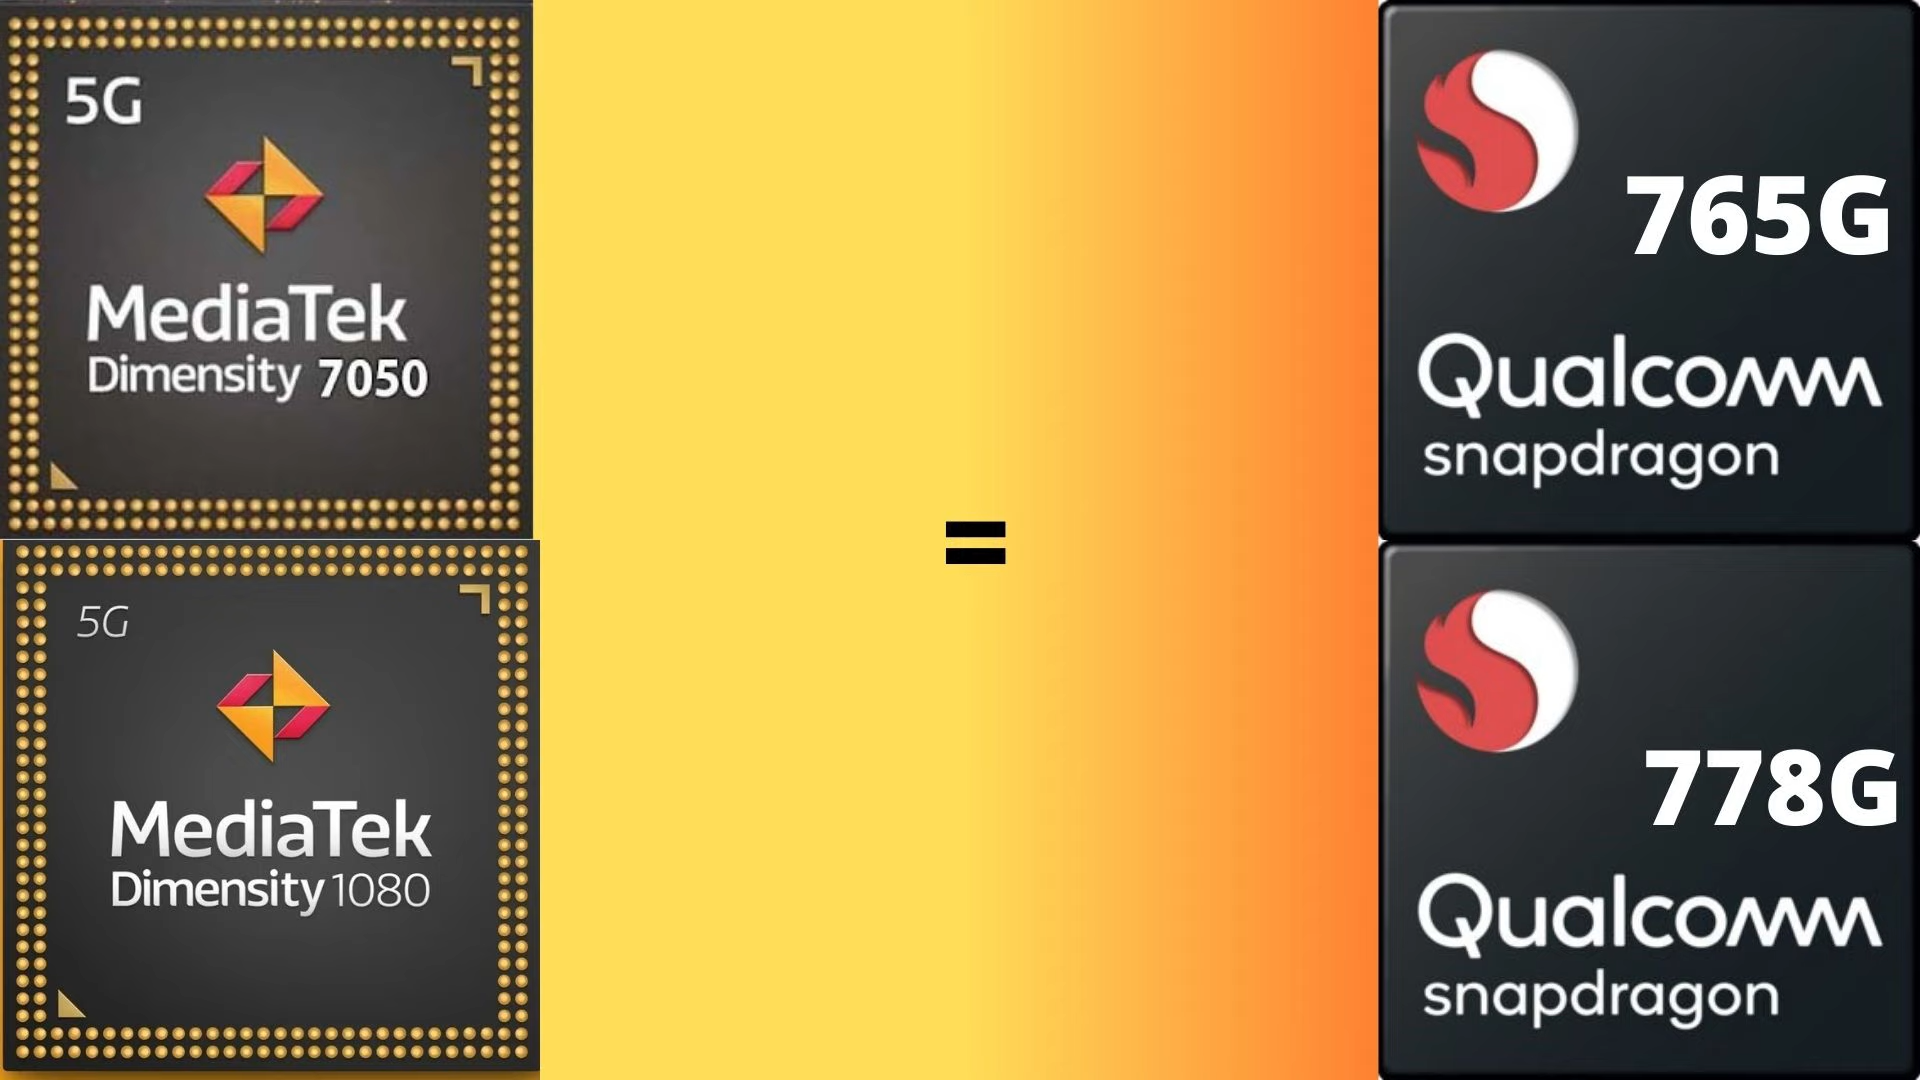 5G
MediaTek
Dimensity 7050
5G
MediaTek
Dimensity 1080
=
765G
Qualcomm
snapdragon
778G
Qualcomm
snapdragon